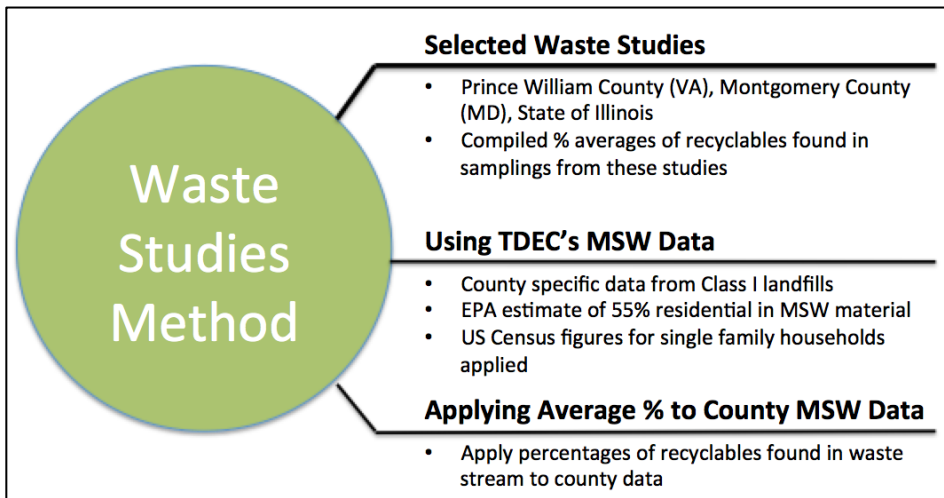 Waste
Studies
Method
Selected Waste Studies
• Prince William County (VA), Montgomery County
(MD), State of Illinois
• Compiled % averages of recyclables found in
samplings from these studies
Using TDEC's MSW Data
• County specific data from Class I landfills
• EPA estimate of 55% residential in MSW material
• US Census figures for single family households
applied
Applying Average % to County MSW Data
• Apply percentages of recyclables found in waste
stream to county data